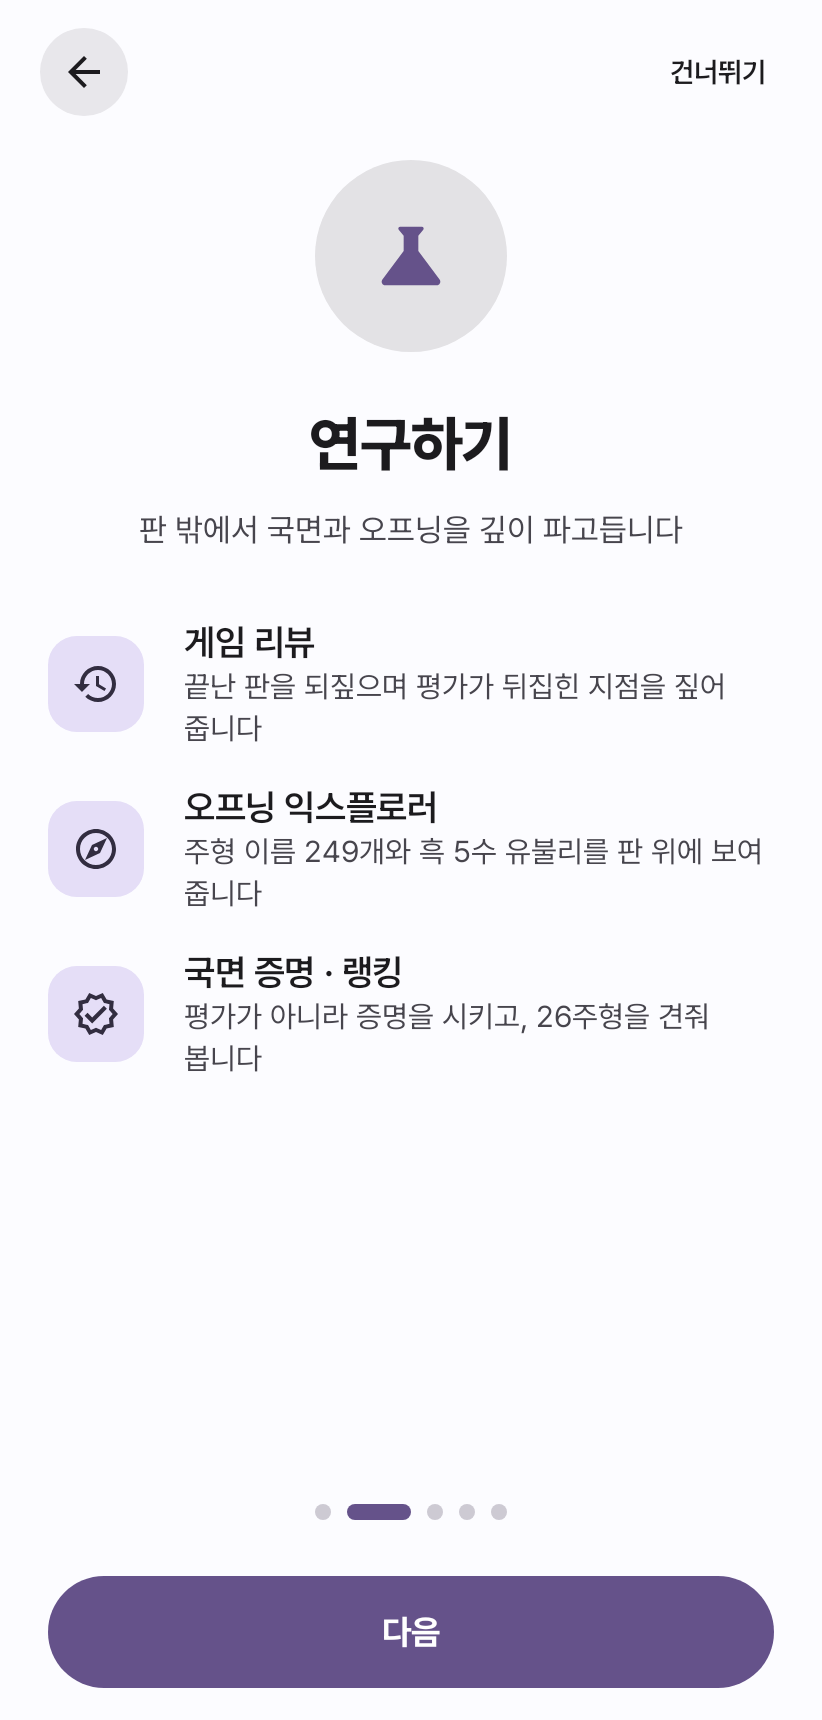 건너뛰기
연구하기
판 밖에서 국면과 오프닝을 깊이 파고듭니다
게임 리뷰
끝난 판을 되짚으며 평가가 뒤집힌 지점을 짚어
줍니다
오프닝 익스플로러
주형 이름 249개와 흑 5수 유불리를 판 위에 보여
줍니다
국면 증명 · 랭킹
평가가 아니라 증명을 시키고, 26주형을 견줘
봅니다
다음